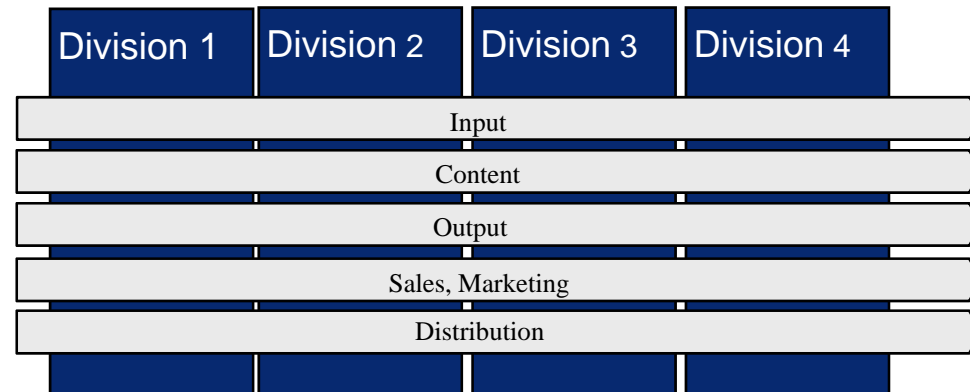 Division 1 Division 2 Division 3 Division 4
Input
Content
Output
Sales, Marketing
Distribution